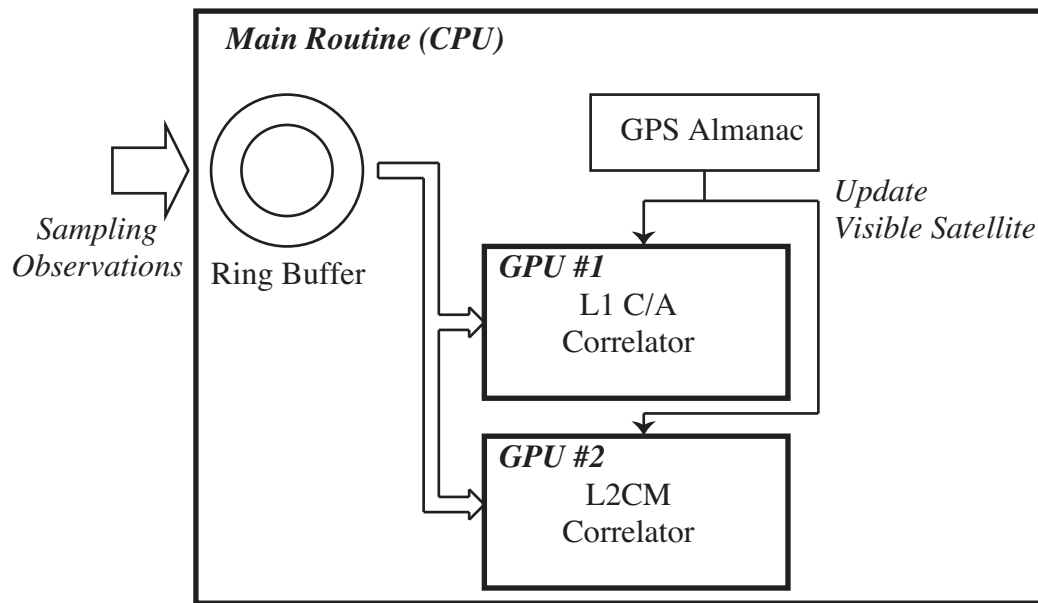 Main Routine (CPU)
GPS Almanac
Update
Visible Satellite
Sampling
Observations
Ring Buffer
GPU #1
L1 C/A
Correlator
GPU #2
L2CM
Correlator